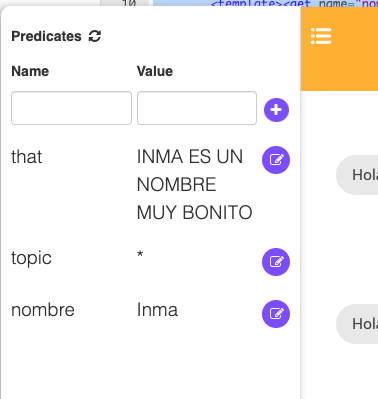 10 <template><get name="nom
Predicates
Name Value
that INMA ES UN
NOMBRE
MUY BONITO
topic *
nombre Inma
Hola
Hola